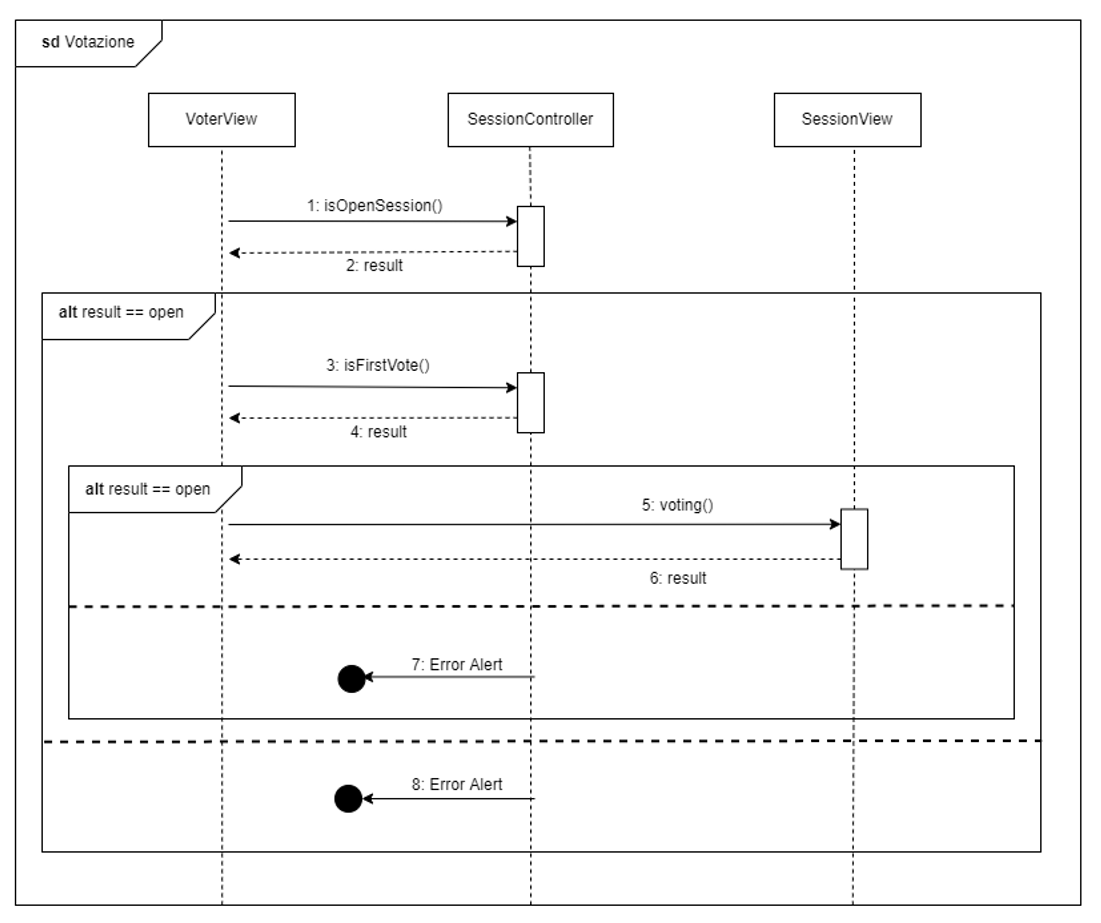 sd Votazione
VoterView
SessionController
SessionView
1: isOpenSession()
2: result
alt result == open
3: isFirstVote()
4: result
alt result == open
5: voting()
6: result
7: Error Alert
8: Error Alert